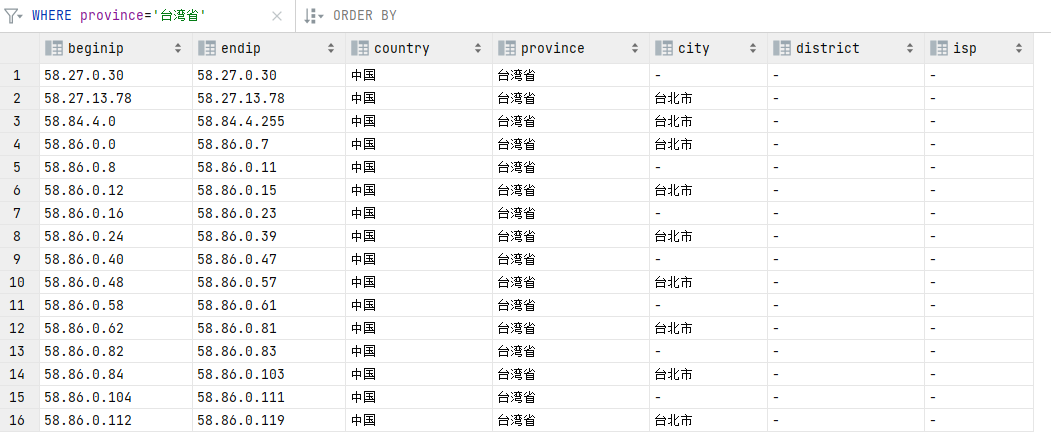 WHERE province='台湾省' ORDER BY
beginip endip country province city district isp
1 58.27.0.30 58.27.0.30 中国 台湾省 - - -
2 58.27.13.78 58.27.13.78 中国 台湾省 台北市 - -
3 58.84.4.0 58.84.4.255 中国 台湾省 台北市 - -
4 58.86.0.0 58.86.0.7 中国 台湾省 台北市 - -
5 58.86.0.8 58.86.0.11 中国 台湾省 - - -
6 58.86.0.12 58.86.0.15 中国 台湾省 台北市 - -
7 58.86.0.16 58.86.0.23 中国 台湾省 - - -
8 58.86.0.24 58.86.0.39 中国 台湾省 台北市 - -
9 58.86.0.40 58.86.0.47 中国 台湾省 - - -
10 58.86.0.48 58.86.0.57 中国 台湾省 台北市 - -
11 58.86.0.58 58.86.0.61 中国 台湾省 - - -
12 58.86.0.62 58.86.0.81 中国 台湾省 台北市 - -
13 58.86.0.82 58.86.0.83 中国 台湾省 - - -
14 58.86.0.84 58.86.0.103 中国 台湾省 台北市 - -
15 58.86.0.104 58.86.0.111 中国 台湾省 - - -
16 58.86.0.112 58.86.0.119 中国 台湾省 台北市 - -